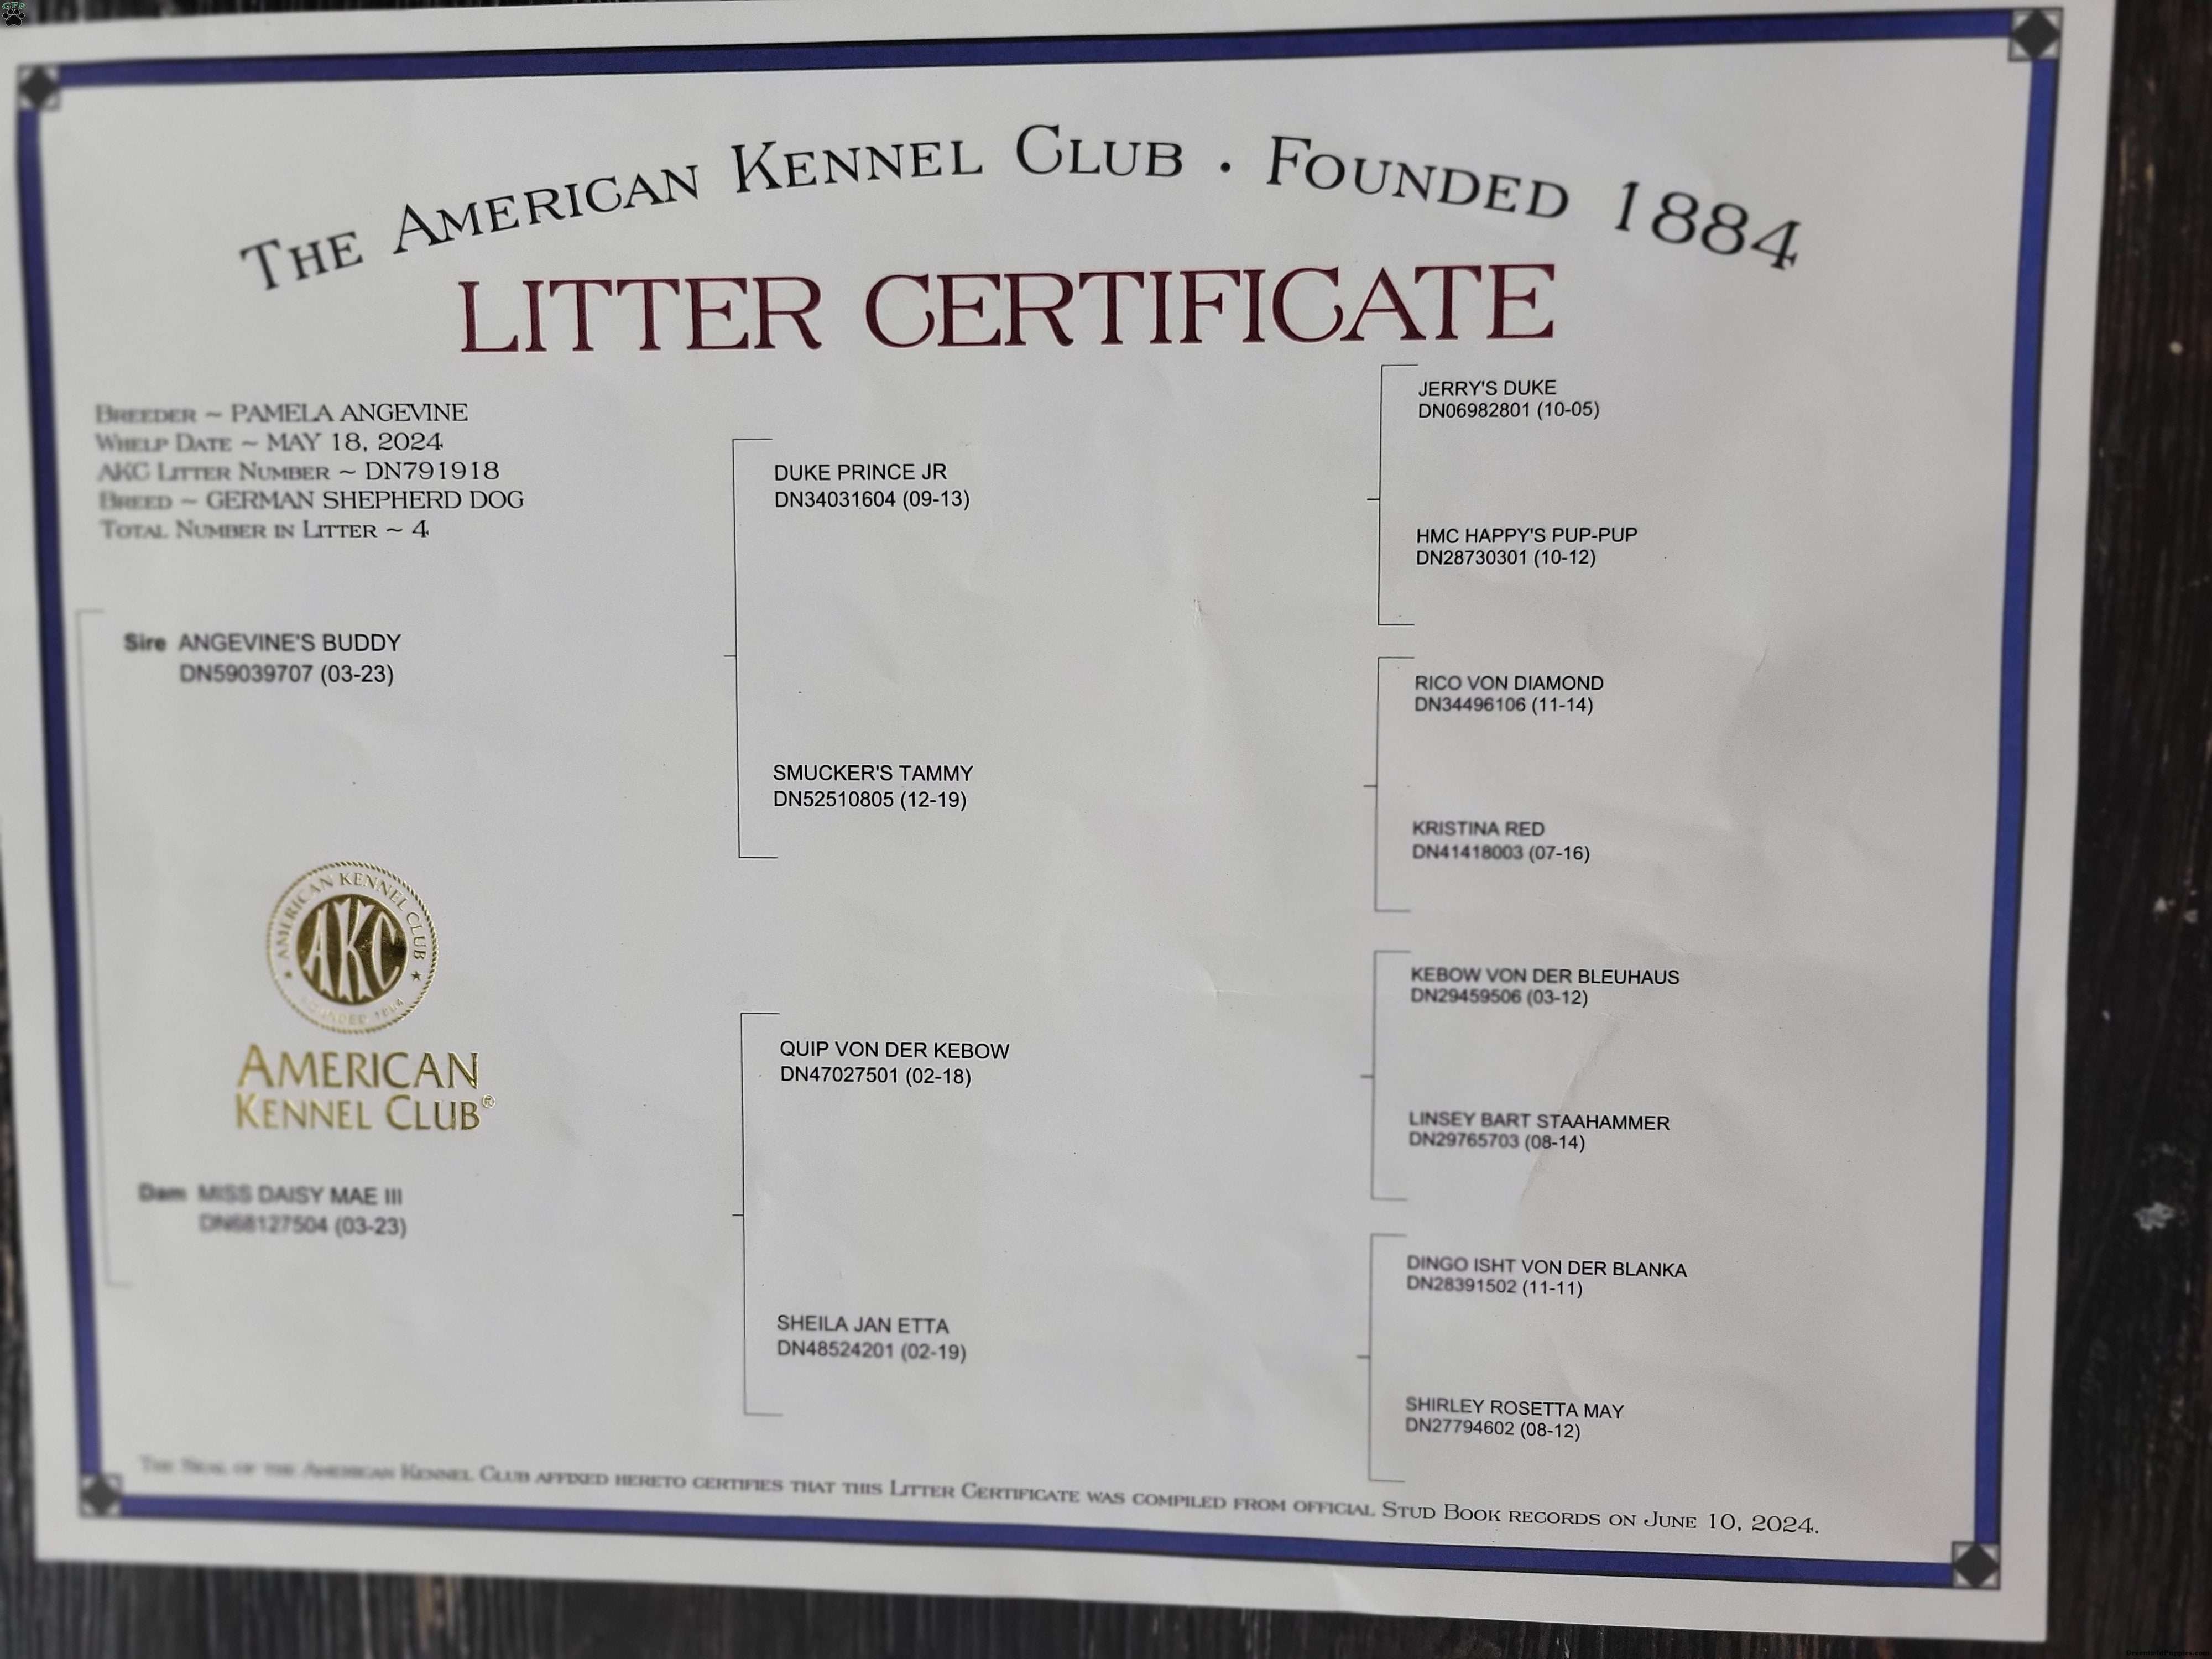 GFP
THE AMERICAN KENNEL CLUB . FOUNDED 1884
LITTER CERTIFICATE
BREEDER ~ PAMELA ANGEVINE
WHELP DATE ~ MAY 18, 2024
AKC LITTER NUMBER ~ DN791918
BREED ~ GERMAN SHEPHERD DOG
TOTAL NUMBER IN LITTER ~ 4
Sire ANGEVINE'S BUDDY
DN59039707 (03-23)
AMERICAN KENNEL CLUB
AKC
FOUNDED 1884
AMERICAN
KENNEL CLUB®
Dam MISS DAISY MAE III
DN68127504 (03-23)
DUKE PRINCE JR
DN34031604 (09-13)
SMUCKER'S TAMMY
DN52510805 (12-19)
QUIP VON DER KEBOW
DN47027501 (02-18)
SHEILA JAN ETTA
DN48524201 (02-19)
JERRY'S DUKE
DN06982801 (10-05)
HMC HAPPY'S PUP-PUP
DN28730301 (10-12)
RICO VON DIAMOND
DN34496106 (11-14)
KRISTINA RED
DN41418003 (07-16)
KEBOW VON DER BLEUHAUS
DN29459506 (03-12)
LINSEY BART STAAHAMMER
DN29765703 (08-14)
DINGO ISHT VON DER BLANKA
DN28391502 (11-11)
SHIRLEY ROSETTA MAY
DN27794602 (08-12)
THE SEAL OF THE AMERICAN KENNEL CLUB AFFIXED HERETO CERTIFIES THAT THIS LITTER CERTIFICATE WAS COMPILED FROM OFFICIAL STUD BOOK RECORDS ON JUNE 10, 2024.